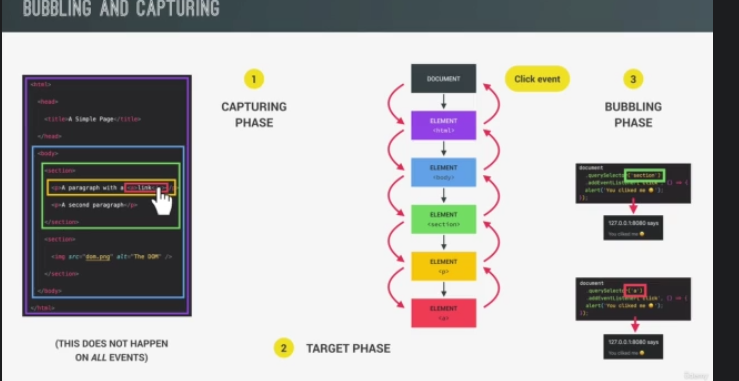 BUBBLING AND CAPTURING
<html>
<head>
<title>A Simple Page</title>
</head>
<body>
<section>
<p>A paragraph with a <a>link
<p>A second paragraph</p>
</section>
<section>
<img src="dom.png" alt="The DOM" />
</section>
</body>
</html>
(THIS DOES NOT HAPPEN
ON ALL EVENTS)
1
CAPTURING
PHASE
2 TARGET PHASE
DOCUMENT
ELEMENT
<html>
ELEMENT
<body>
ELEMENT
<section>
ELEMENT
<p>
ELEMENT
<a>
Click event
3
BUBBLING
PHASE
document
.querySelector('section')
.addEventListener('click', () => {
alert('You clicked me 😀');
});
127.0.0.1:8080 says
You clicked me 😀
document
.querySelector('a')
.addEventListener('click', () => {
alert('You clicked me 😀');
});
127.0.0.1:8080 says
You clicked me 😀
Udemy